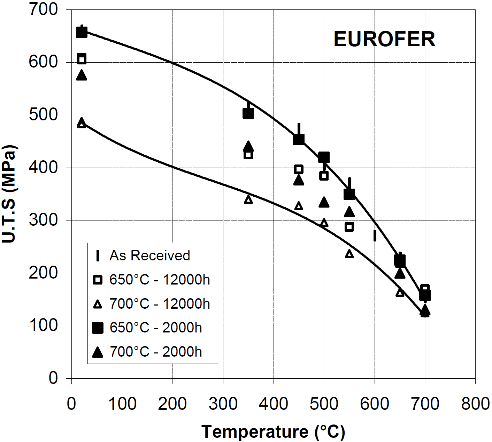 EUROFER
U.T.S (MPa)
700
600
500
400
300
200
100
0
As Received
650°C - 12000h
700°C - 12000h
650°C - 2000h
700°C - 2000h
0 100 200 300 400 500 600 700 800
Temperature (°C)